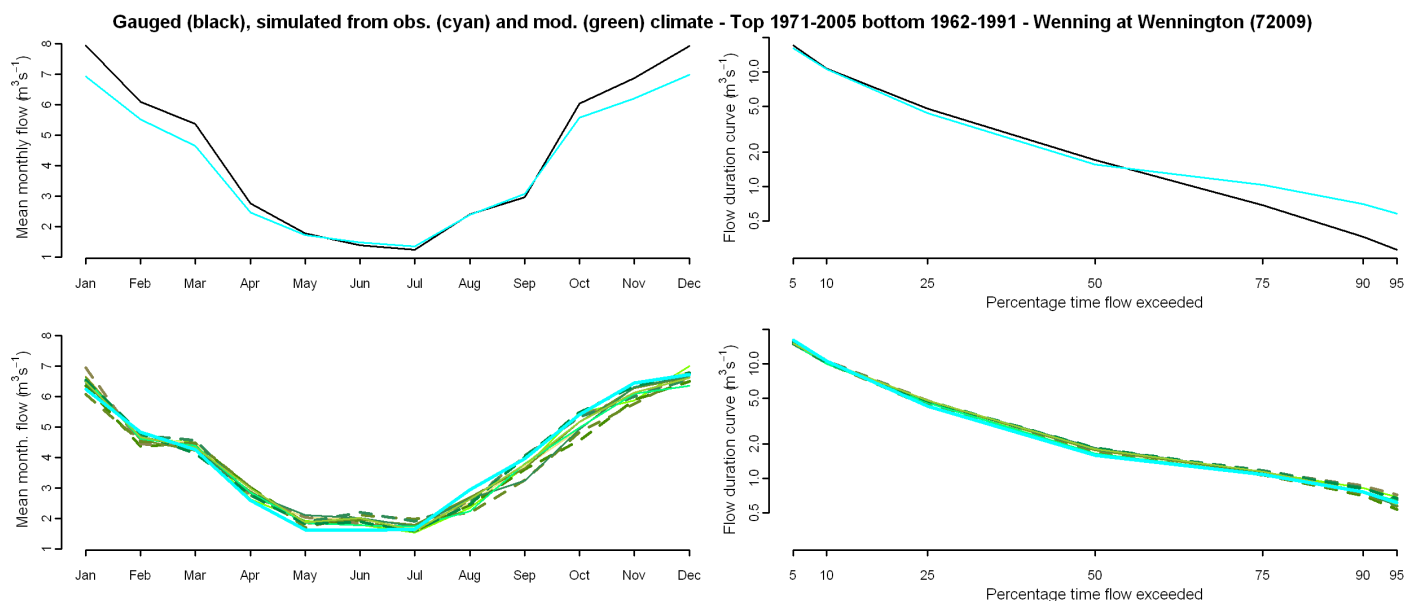 Gauged (black), simulated from obs. (cyan) and mod. (green) climate - Top 1971-2005 bottom 1962-1991 - Wenning at Wennington (72009)
Mean monthly flow (m³s⁻¹)
8
7
6
5
4
3
2
1
Jan Feb Mar Apr May Jun Jul Aug Sep Oct Nov Dec
Flow duration curve (m³s⁻¹)
10.0
5.0
2.0
1.0
0.5
5 10 25 50 75 90 95
Percentage time flow exceeded
Mean month. flow (m³s⁻¹)
8
7
6
5
4
3
2
1
Jan Feb Mar Apr May Jun Jul Aug Sep Oct Nov Dec
Flow duration curve (m³s⁻¹)
10.0
5.0
2.0
1.0
0.5
5 10 25 50 75 90 95
Percentage time flow exceeded